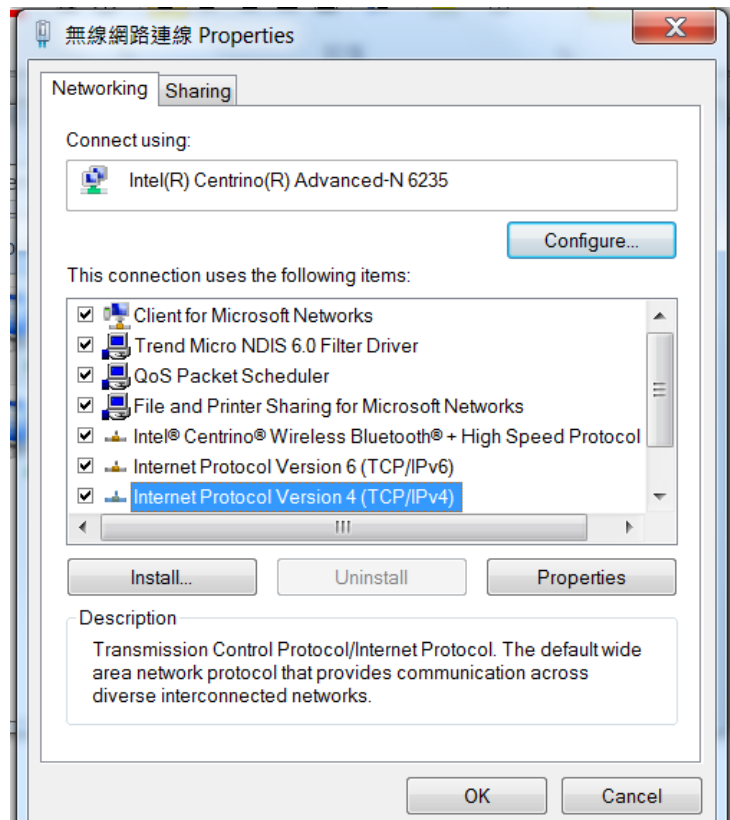 無線網路連線 Properties
Networking
Sharing
Connect using:
Intel(R) Centrino(R) Advanced-N 6235
Configure...
This connection uses the following items:
Client for Microsoft Networks
Trend Micro NDIS 6.0 Filter Driver
QoS Packet Scheduler
File and Printer Sharing for Microsoft Networks
Intel® Centrino® Wireless Bluetooth® + High Speed Protocol
Internet Protocol Version 6 (TCP/IPv6)
Internet Protocol Version 4 (TCP/IPv4)
Install...
Uninstall
Properties
Description
Transmission Control Protocol/Internet Protocol. The default wide
area network protocol that provides communication across
diverse interconnected networks.
OK
Cancel